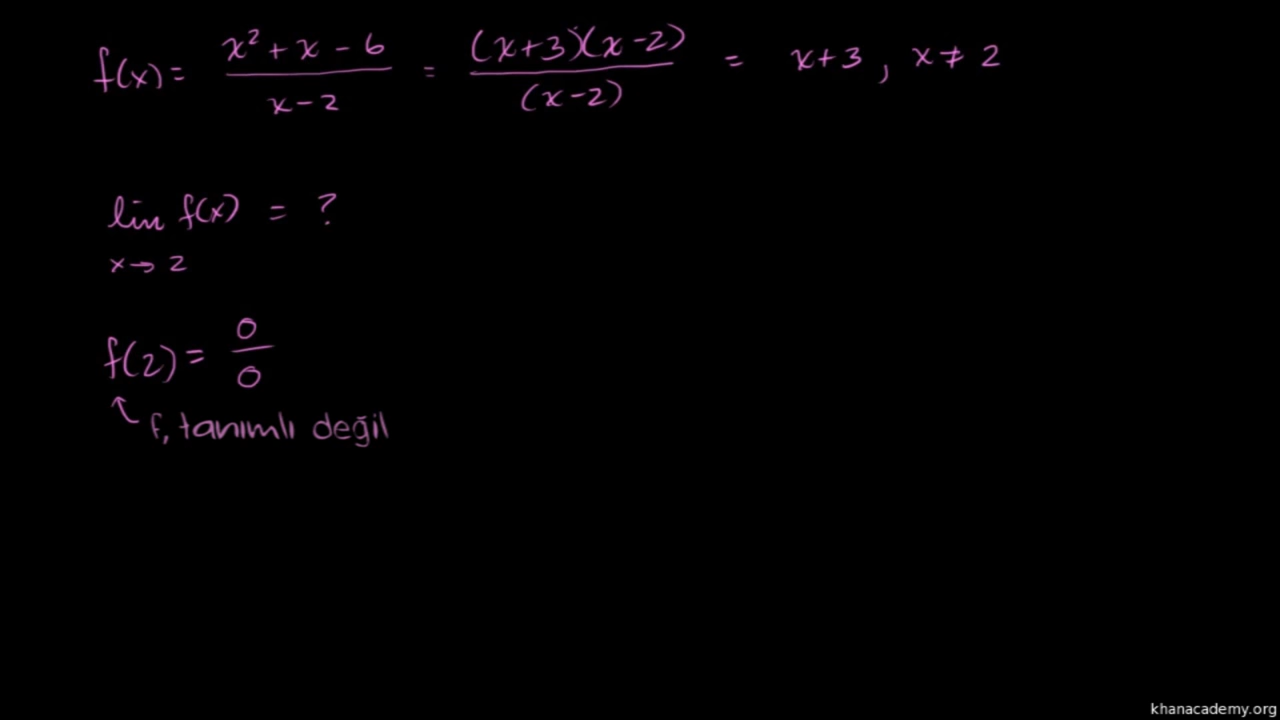 f(x) = x² + x - 6 / x - 2 = (x+3)(x-2) / (x-2) = x+3 , x ≠ 2
lim f(x) = ?
x → 2
f(2) = 0 / 0
f, tanımlı değil
khanacademy.org